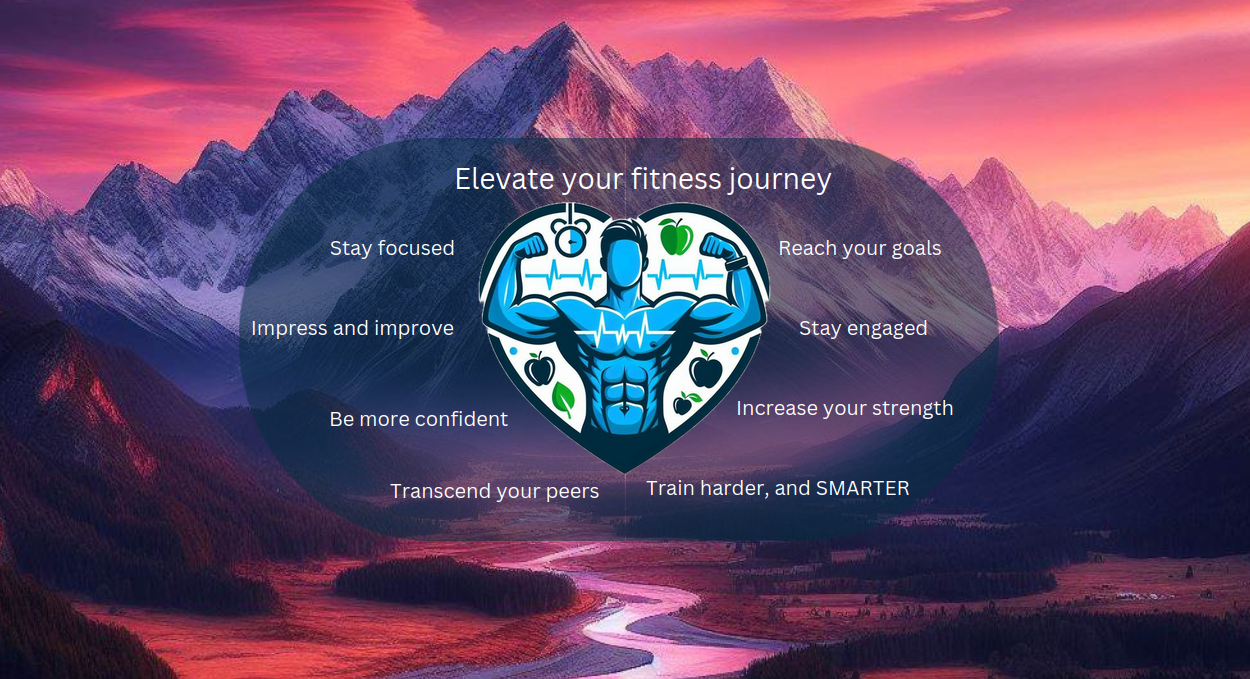 Elevate your fitness journey
Stay focused
Reach your goals
Impress and improve
Stay engaged
Be more confident
Increase your strength
Transcend your peers
Train harder, and SMARTER